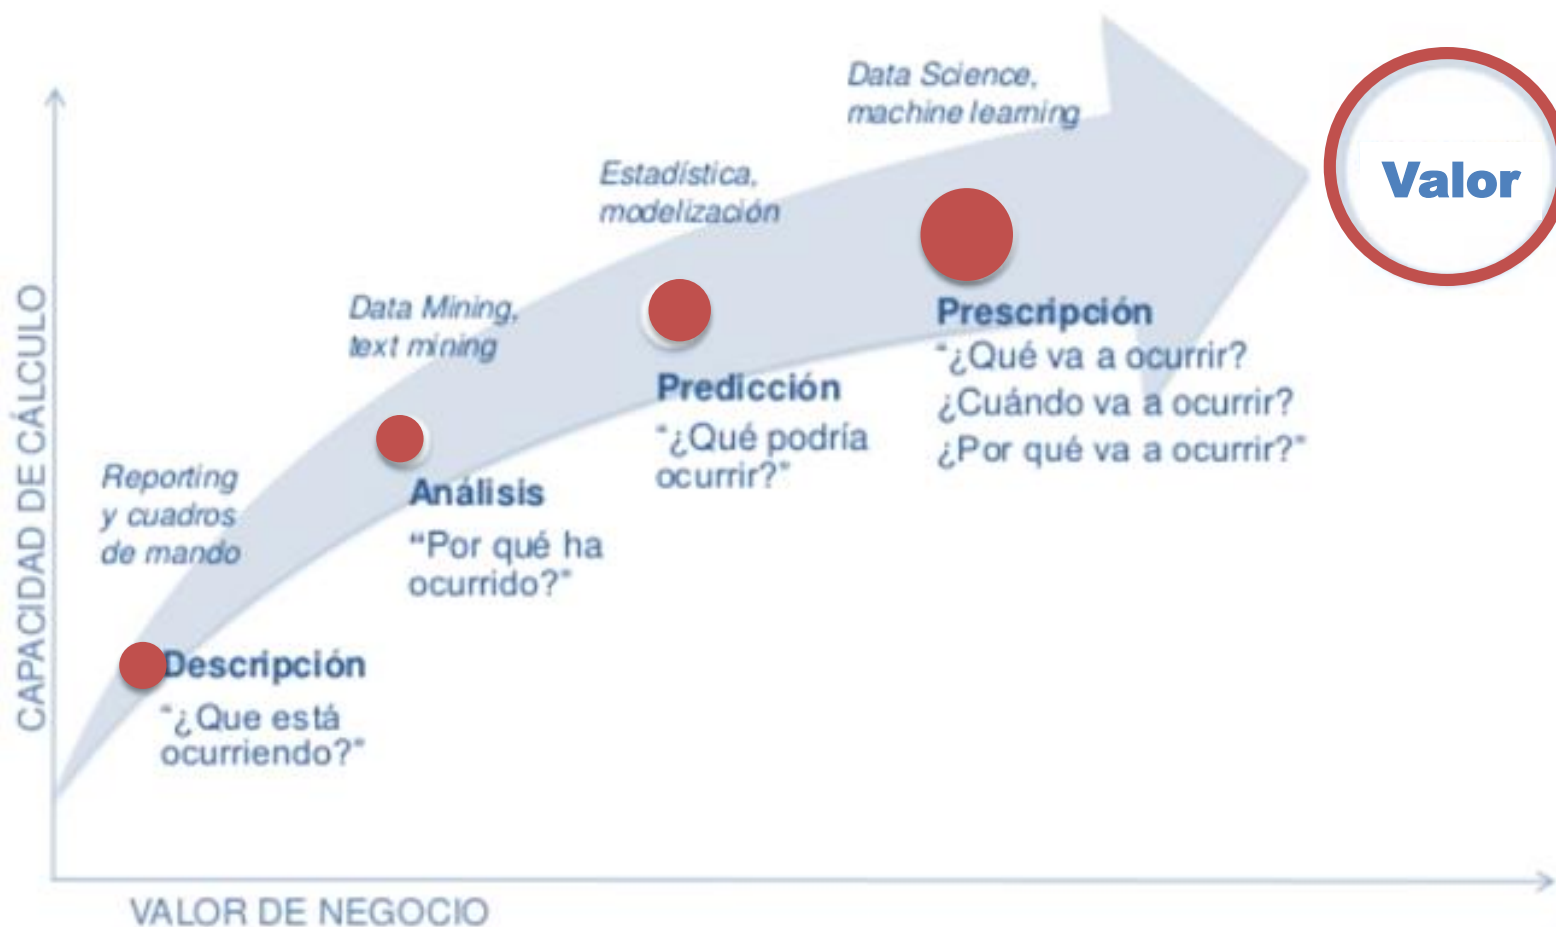 Data Science,
machine learning
Valor
Estadística,
modelización
Data Mining,
text mining
Prescripción
"¿Qué va a ocurrir?
¿Cuándo va a ocurrir?
¿Por qué va a ocurrir?"
Predicción
"¿Qué podría
ocurrir?"
Reporting
y cuadros
de mando
Análisis
"Por qué ha
ocurrido?"
Descripción
"¿Que está
ocurriendo?"
CAPACIDAD DE CÁLCULO
VALOR DE NEGOCIO